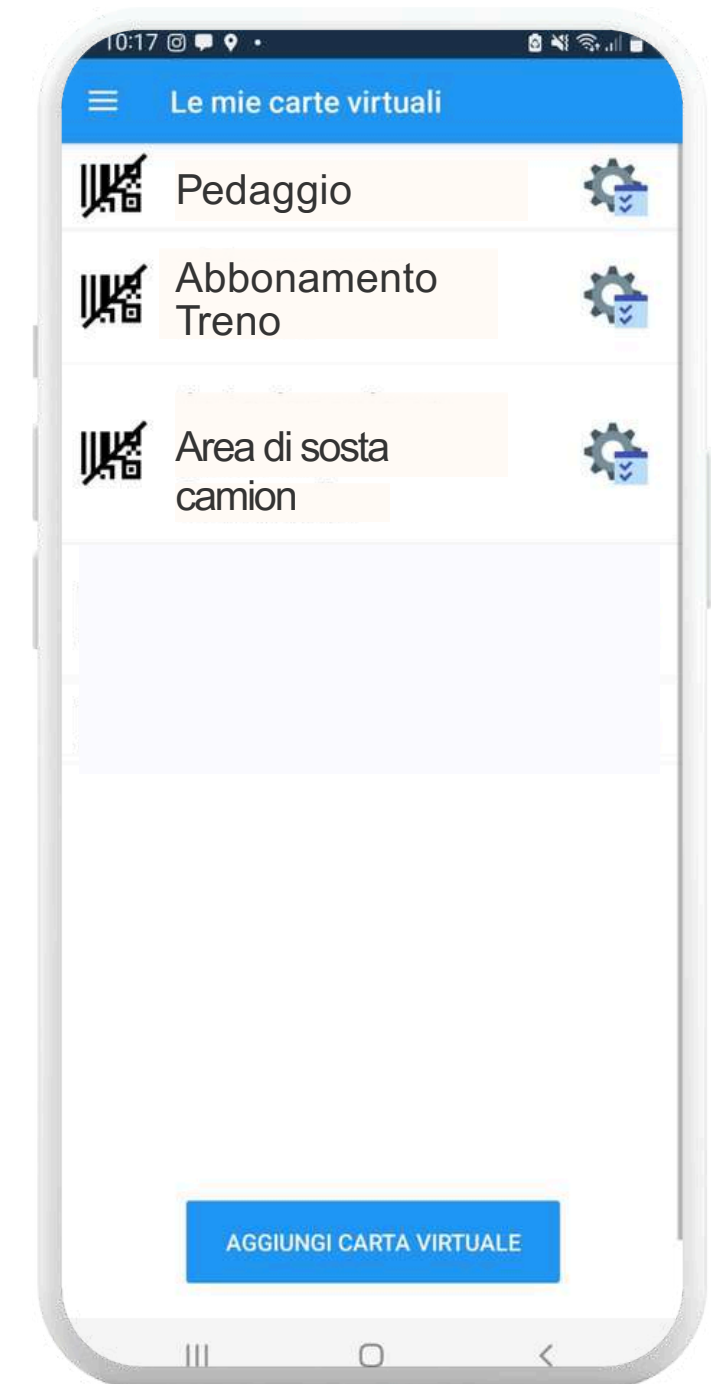 10:17
Le mie carte virtuali
Pedaggio
Abbonamento
Treno
Area di sosta
camion
AGGIUNGI CARTA VIRTUALE